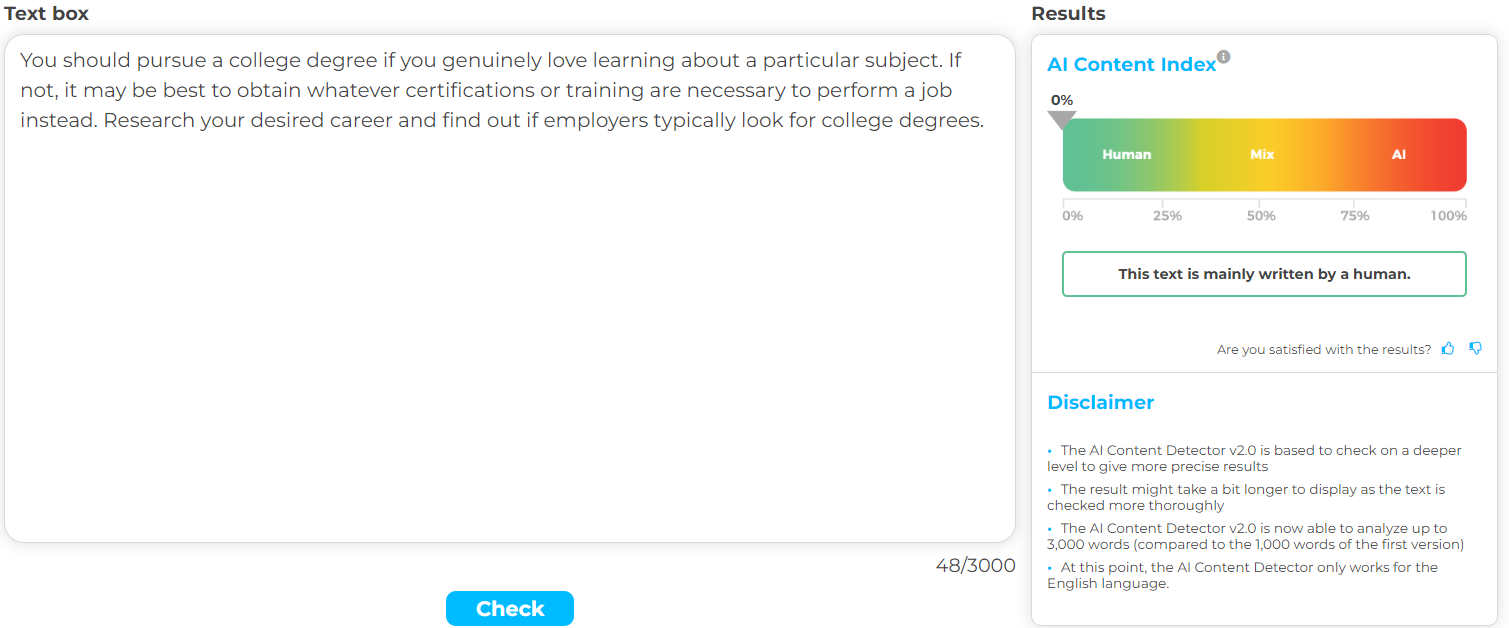 Text box
You should pursue a college degree if you genuinely love learning about a particular subject. If
not, it may be best to obtain whatever certifications or training are necessary to perform a job
instead. Research your desired career and find out if employers typically look for college degrees.
48/3000
Check
Results
AI Content Index
0%
Human Mix AI
0% 25% 50% 75% 100%
This text is mainly written by a human.
Are you satisfied with the results?
Disclaimer
• The AI Content Detector v2.0 is based to check on a deeper
level to give more precise results
• The result might take a bit longer to display as the text is
checked more thoroughly
• The AI Content Detector v2.0 is now able to analyze up to
3,000 words (compared to the 1,000 words of the first version)
• At this point, the AI Content Detector only works for the
English language.